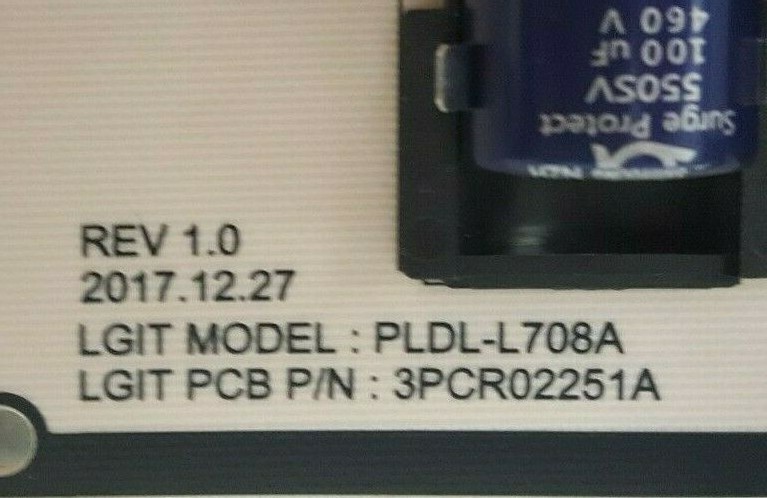 460 V
100 uF
550SV
Surge Protect
REV 1.0
2017.12.27
LGIT MODEL : PLDL-L708A
LGIT PCB P/N : 3PCR02251A